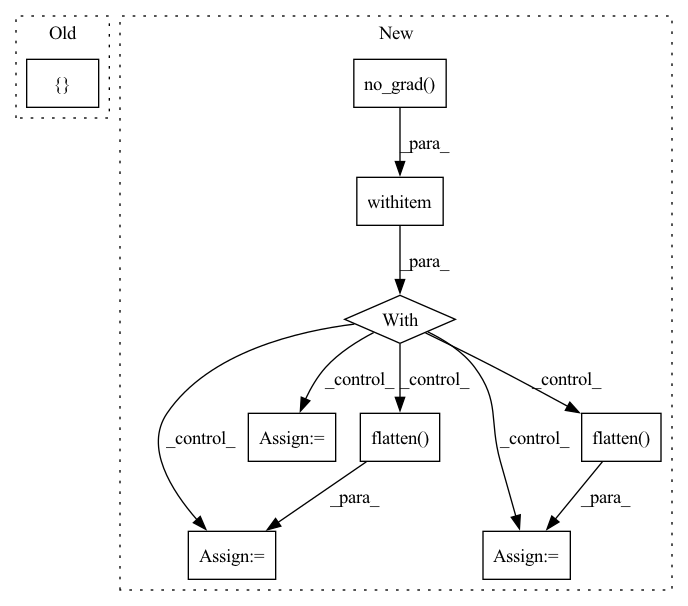 Old
New
{}
no_grad()
_para_
withitem
_para_
With
_control_
_control_
_control_
_control_
_control_
Assign:=
flatten()
flatten()
_para_
_para_
Assign:=
Assign:=